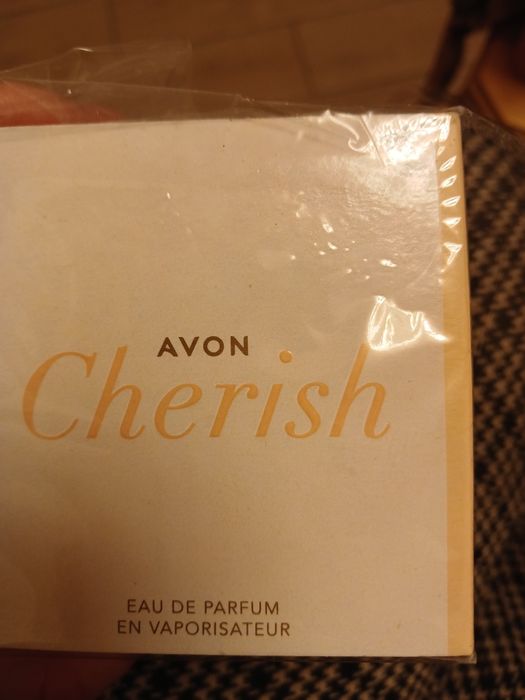 AVON
Cherish
EAU DE PARFUM
EN VAPORISATEUR